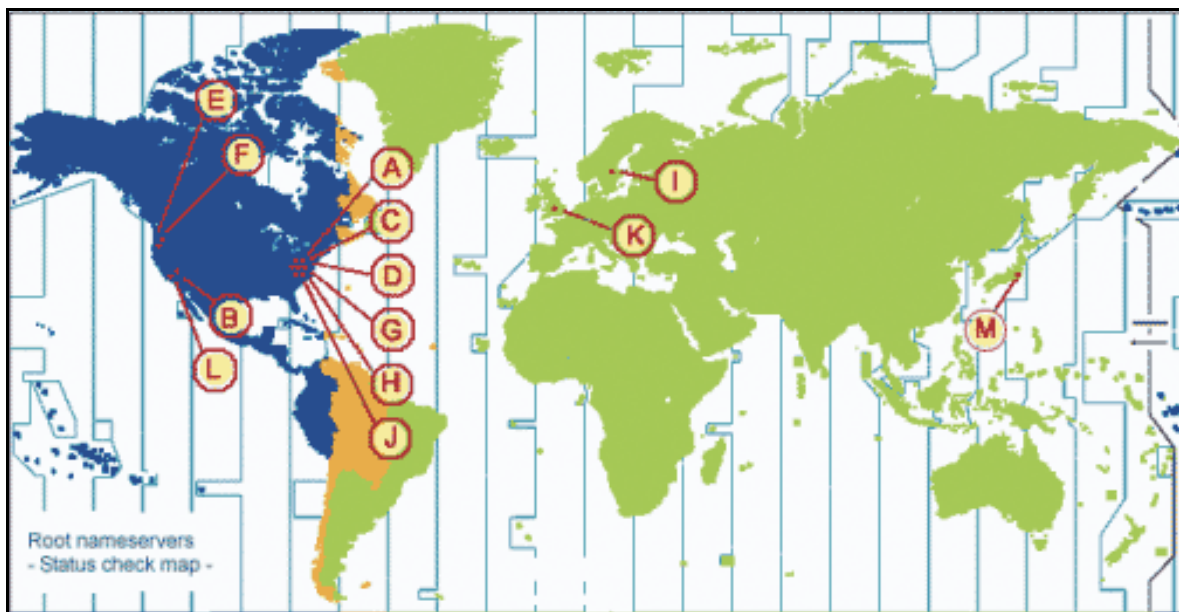 E
F
A
I
C
K
D
B
G
M
L
H
J
Root nameservers
- Status check map -